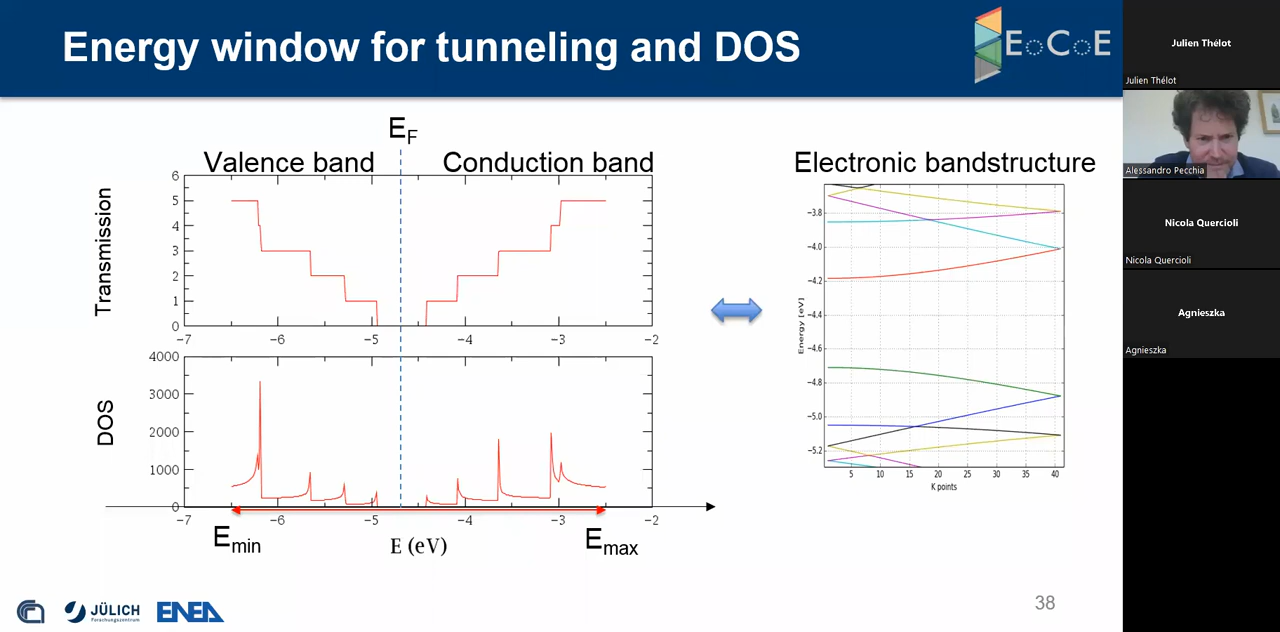 Energy window for tunneling and DOS
EoCoE
E_F
Valence band
Conduction band
Transmission
6
5
4
3
2
1
0
−7
−6
−5
−4
−3
−2
DOS
4000
3000
2000
1000
0
−7
−6
−5
−4
−3
−2
E_min
E (eV)
E_max
Electronic bandstructure
Energy [eV]
−3.8
−4.0
−4.2
−4.4
−4.6
−4.8
−5.0
−5.2
5
10
15
20
25
30
35
40
K points
JÜLICH
Forschungszentrum
ENEA
38
Julien Thélot
Julien Thélot
Alessandro Pecchia
Nicola Quercioli
Nicola Quercioli
Agnieszka
Agnieszka